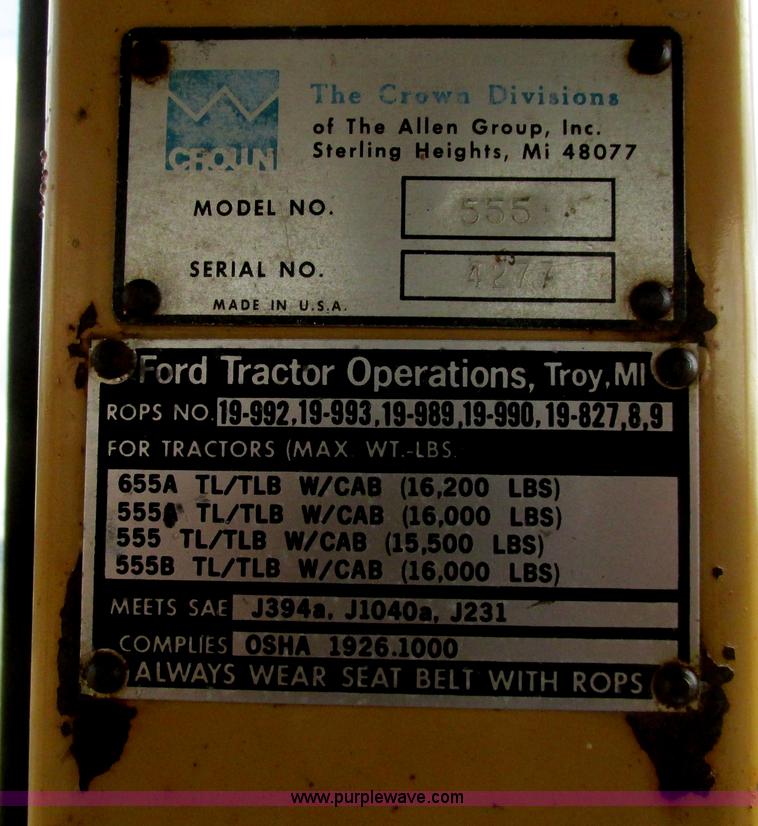 CROWN
The Crown Divisions
of The Allen Group, Inc.
Sterling Heights, Mi 48077
MODEL NO. 555
SERIAL NO. 4277
MADE IN U.S.A.
Ford Tractor Operations, Troy, MI
ROPS NO. 19-992,19-993,19-989,19-990, 19-827,8,9
FOR TRACTORS (MAX. WT.-LBS.
655A TL/TLB W/CAB (16,200 LBS)
555 TL/TLB W/CAB (16,000 LBS)
555 TL/TLB W/CAB (15,500 LBS)
555B TL/TLB W/CAB (16,000 LBS)
MEETS SAE J394a, J1040a, J231
COMPLIES OSHA 1926.1000
ALWAYS WEAR SEAT BELT WITH ROPS
www.purplewave.com